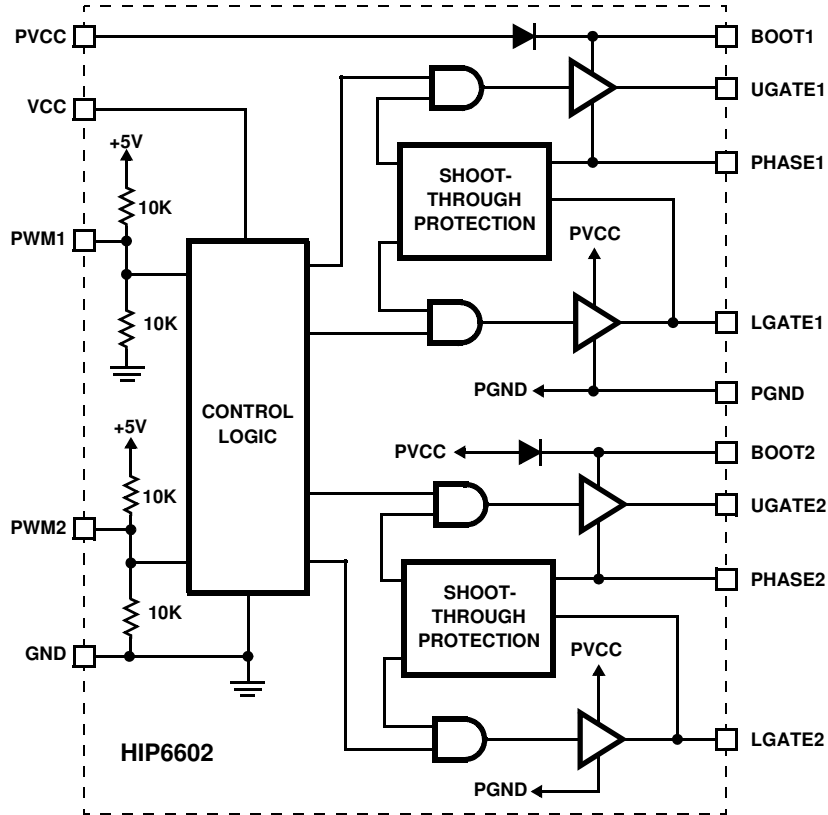 PVCC
BOOT1
VCC
UGATE1
+5V
10K
SHOOT-
THROUGH
PROTECTION
PHASE1
PWM1
PVCC
10K
LGATE1
PGND
PGND
CONTROL
LOGIC
+5V
PVCC
BOOT2
10K
UGATE2
PWM2
SHOOT-
THROUGH
PROTECTION
PHASE2
10K
GND
PVCC
HIP6602
LGATE2
PGND